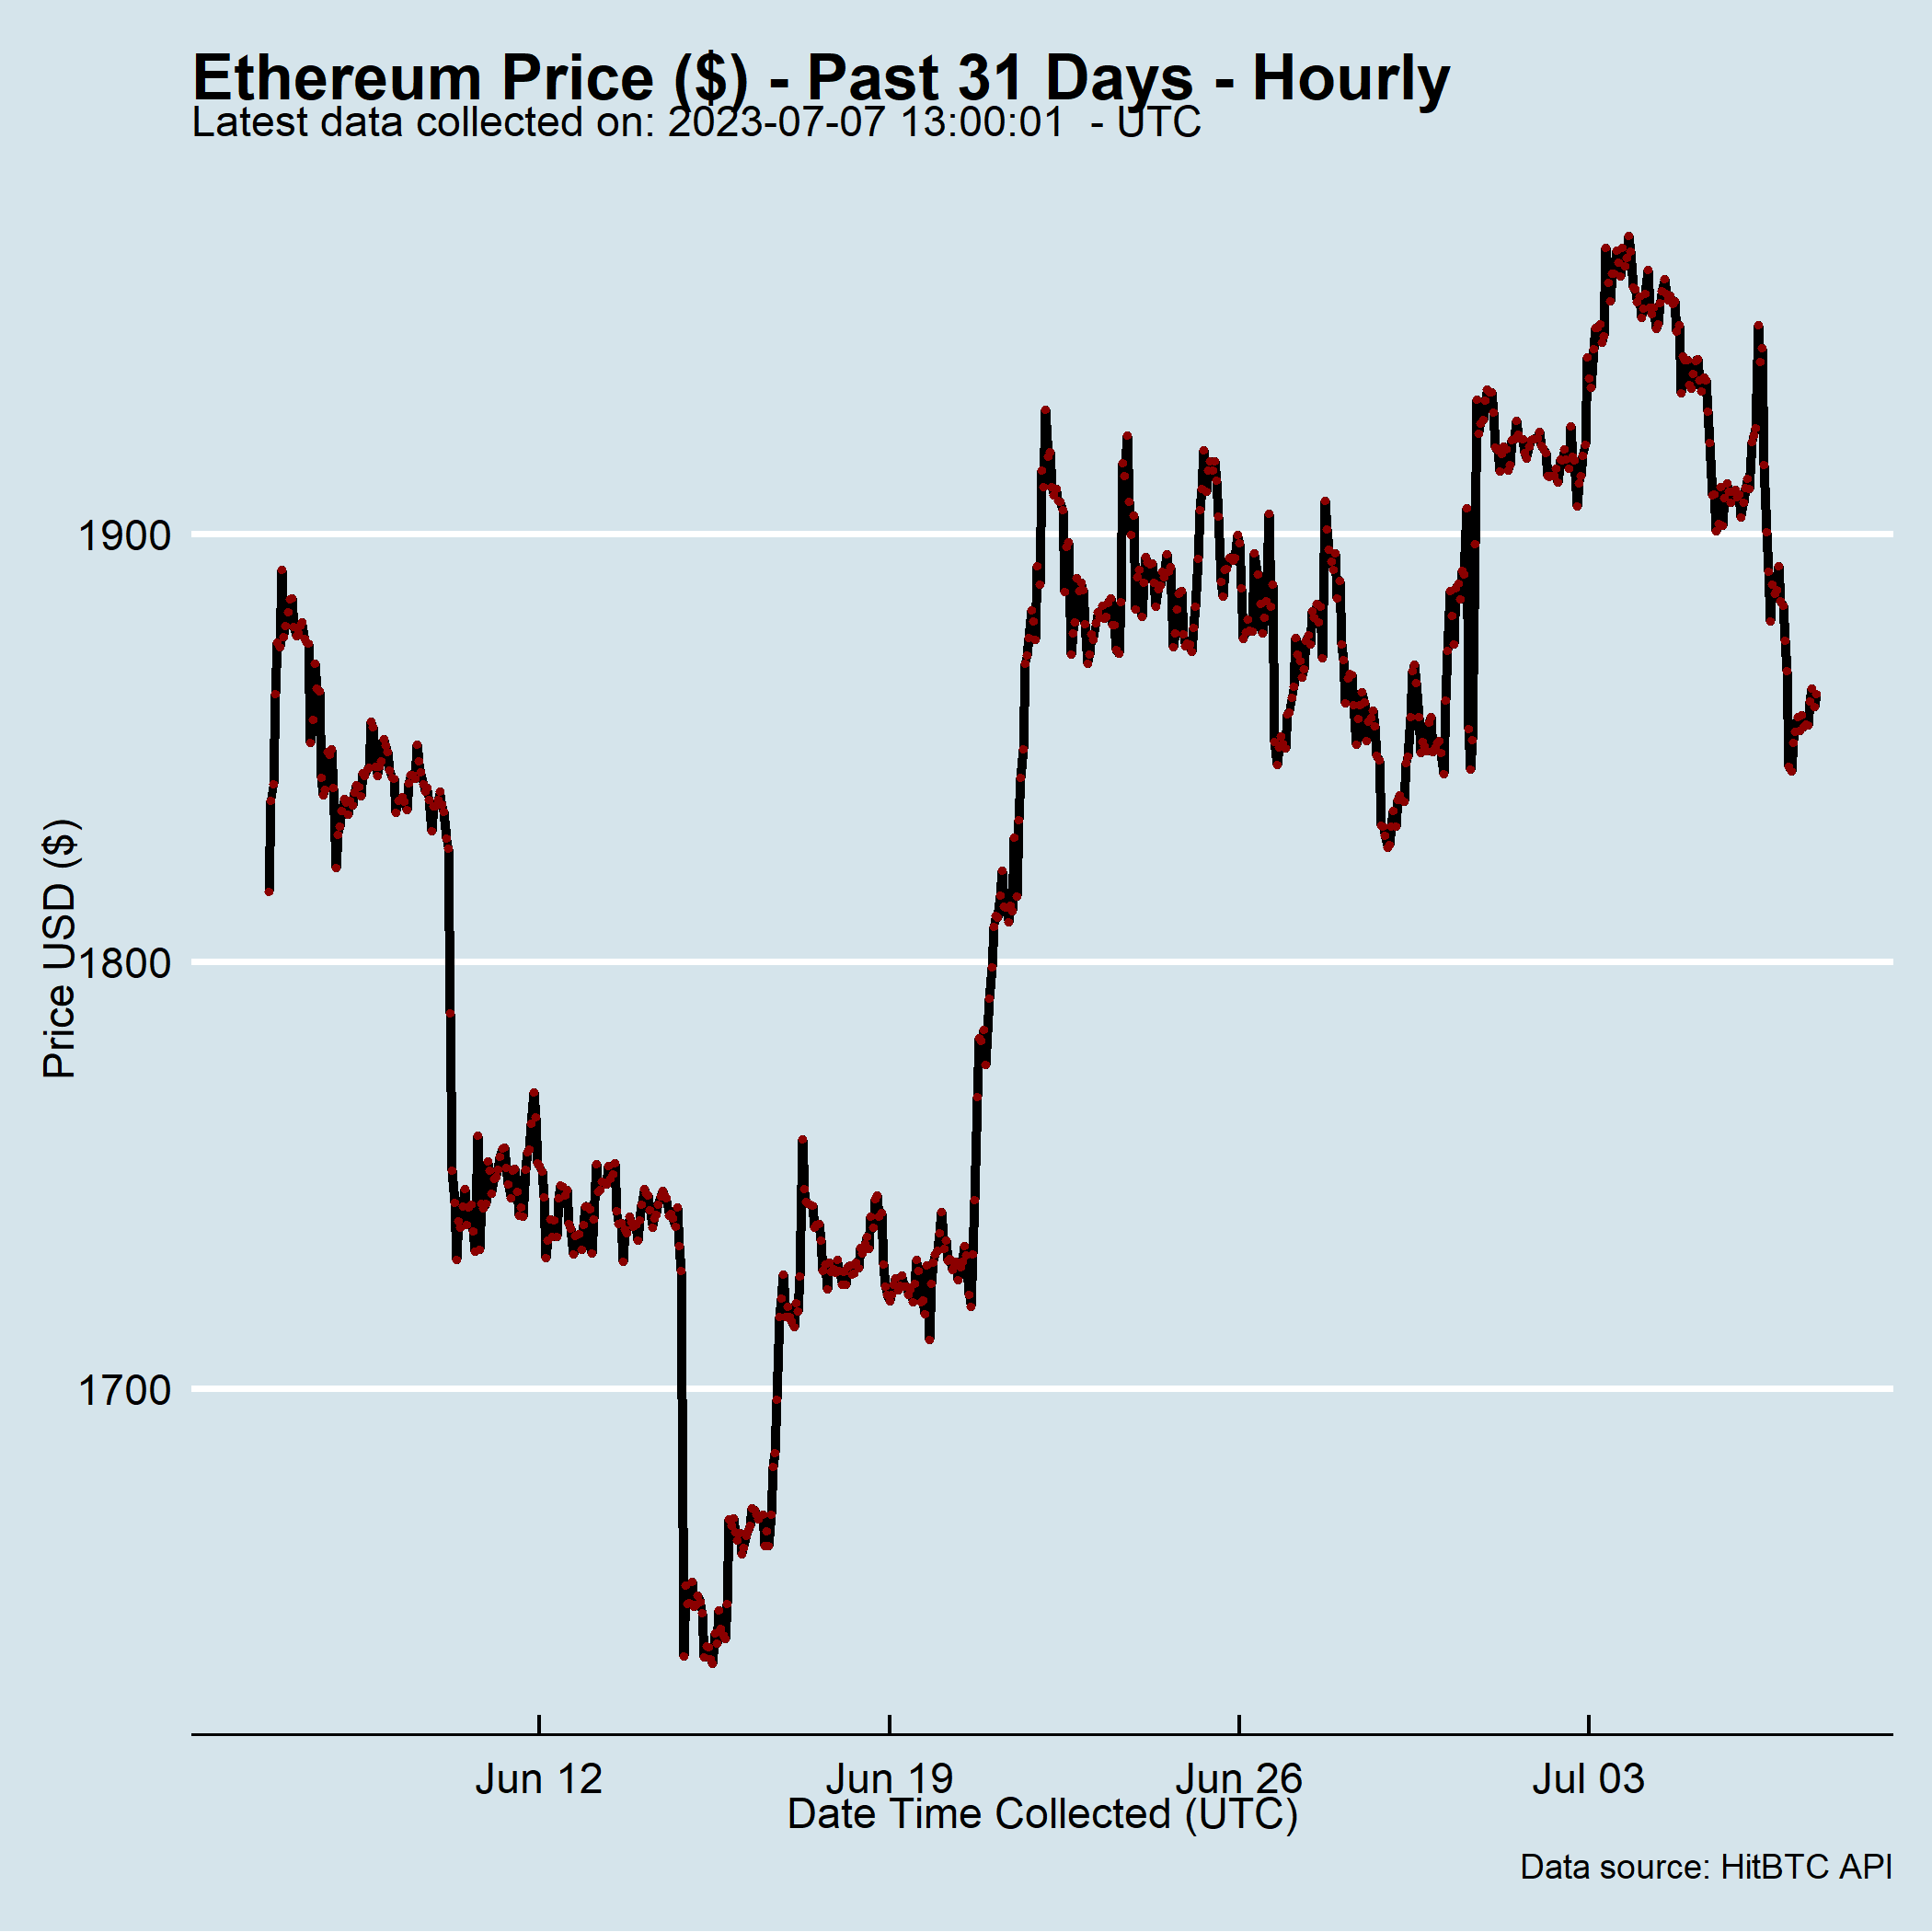 Ethereum Price ($) - Past 31 Days - Hourly
Latest data collected on: 2023-07-07 13:00:01  - UTC
Price USD ($)
1900
1800
1700
Jun 12
Jun 19
Jun 26
Jul 03
Date Time Collected (UTC)
Data source: HitBTC API